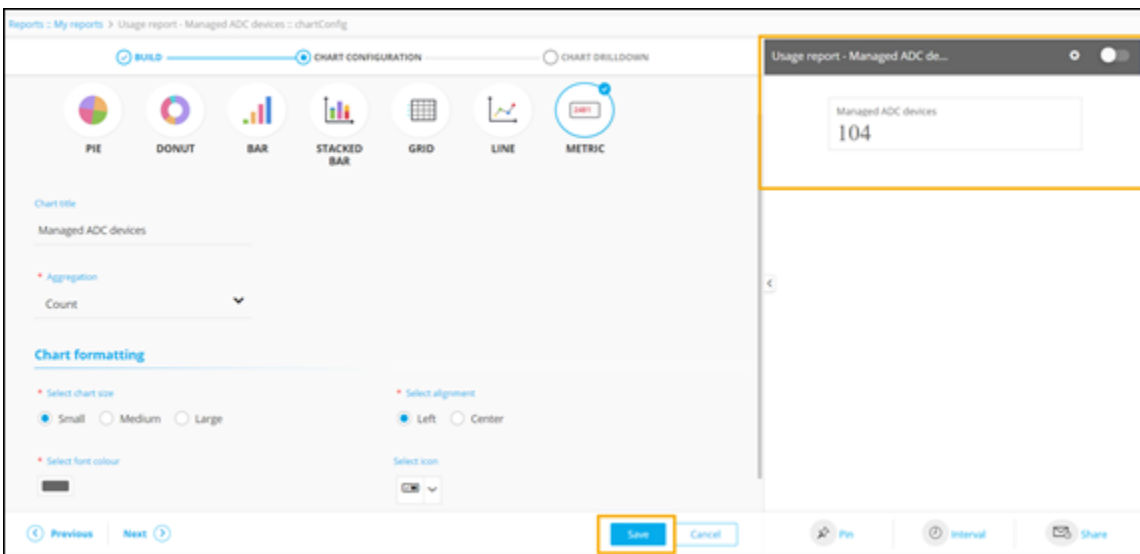 Reports :: My reports > Usage report - Managed ADC devices :: chartConfig
BUILD
CHART CONFIGURATION
CHART DRILLDOWN
Usage report - Managed ADC de...
PIE
DONUT
BAR
STACKED
BAR
GRID
LINE
2481
METRIC
Managed ADC devices
104
Chart title
Managed ADC devices
* Aggregation
Count
Chart formatting
* Select chart size
* Select alignment
Small
Medium
Large
Left
Center
* Select font colour
Select icon
Previous
Next
Save
Cancel
Pin
Interval
Share